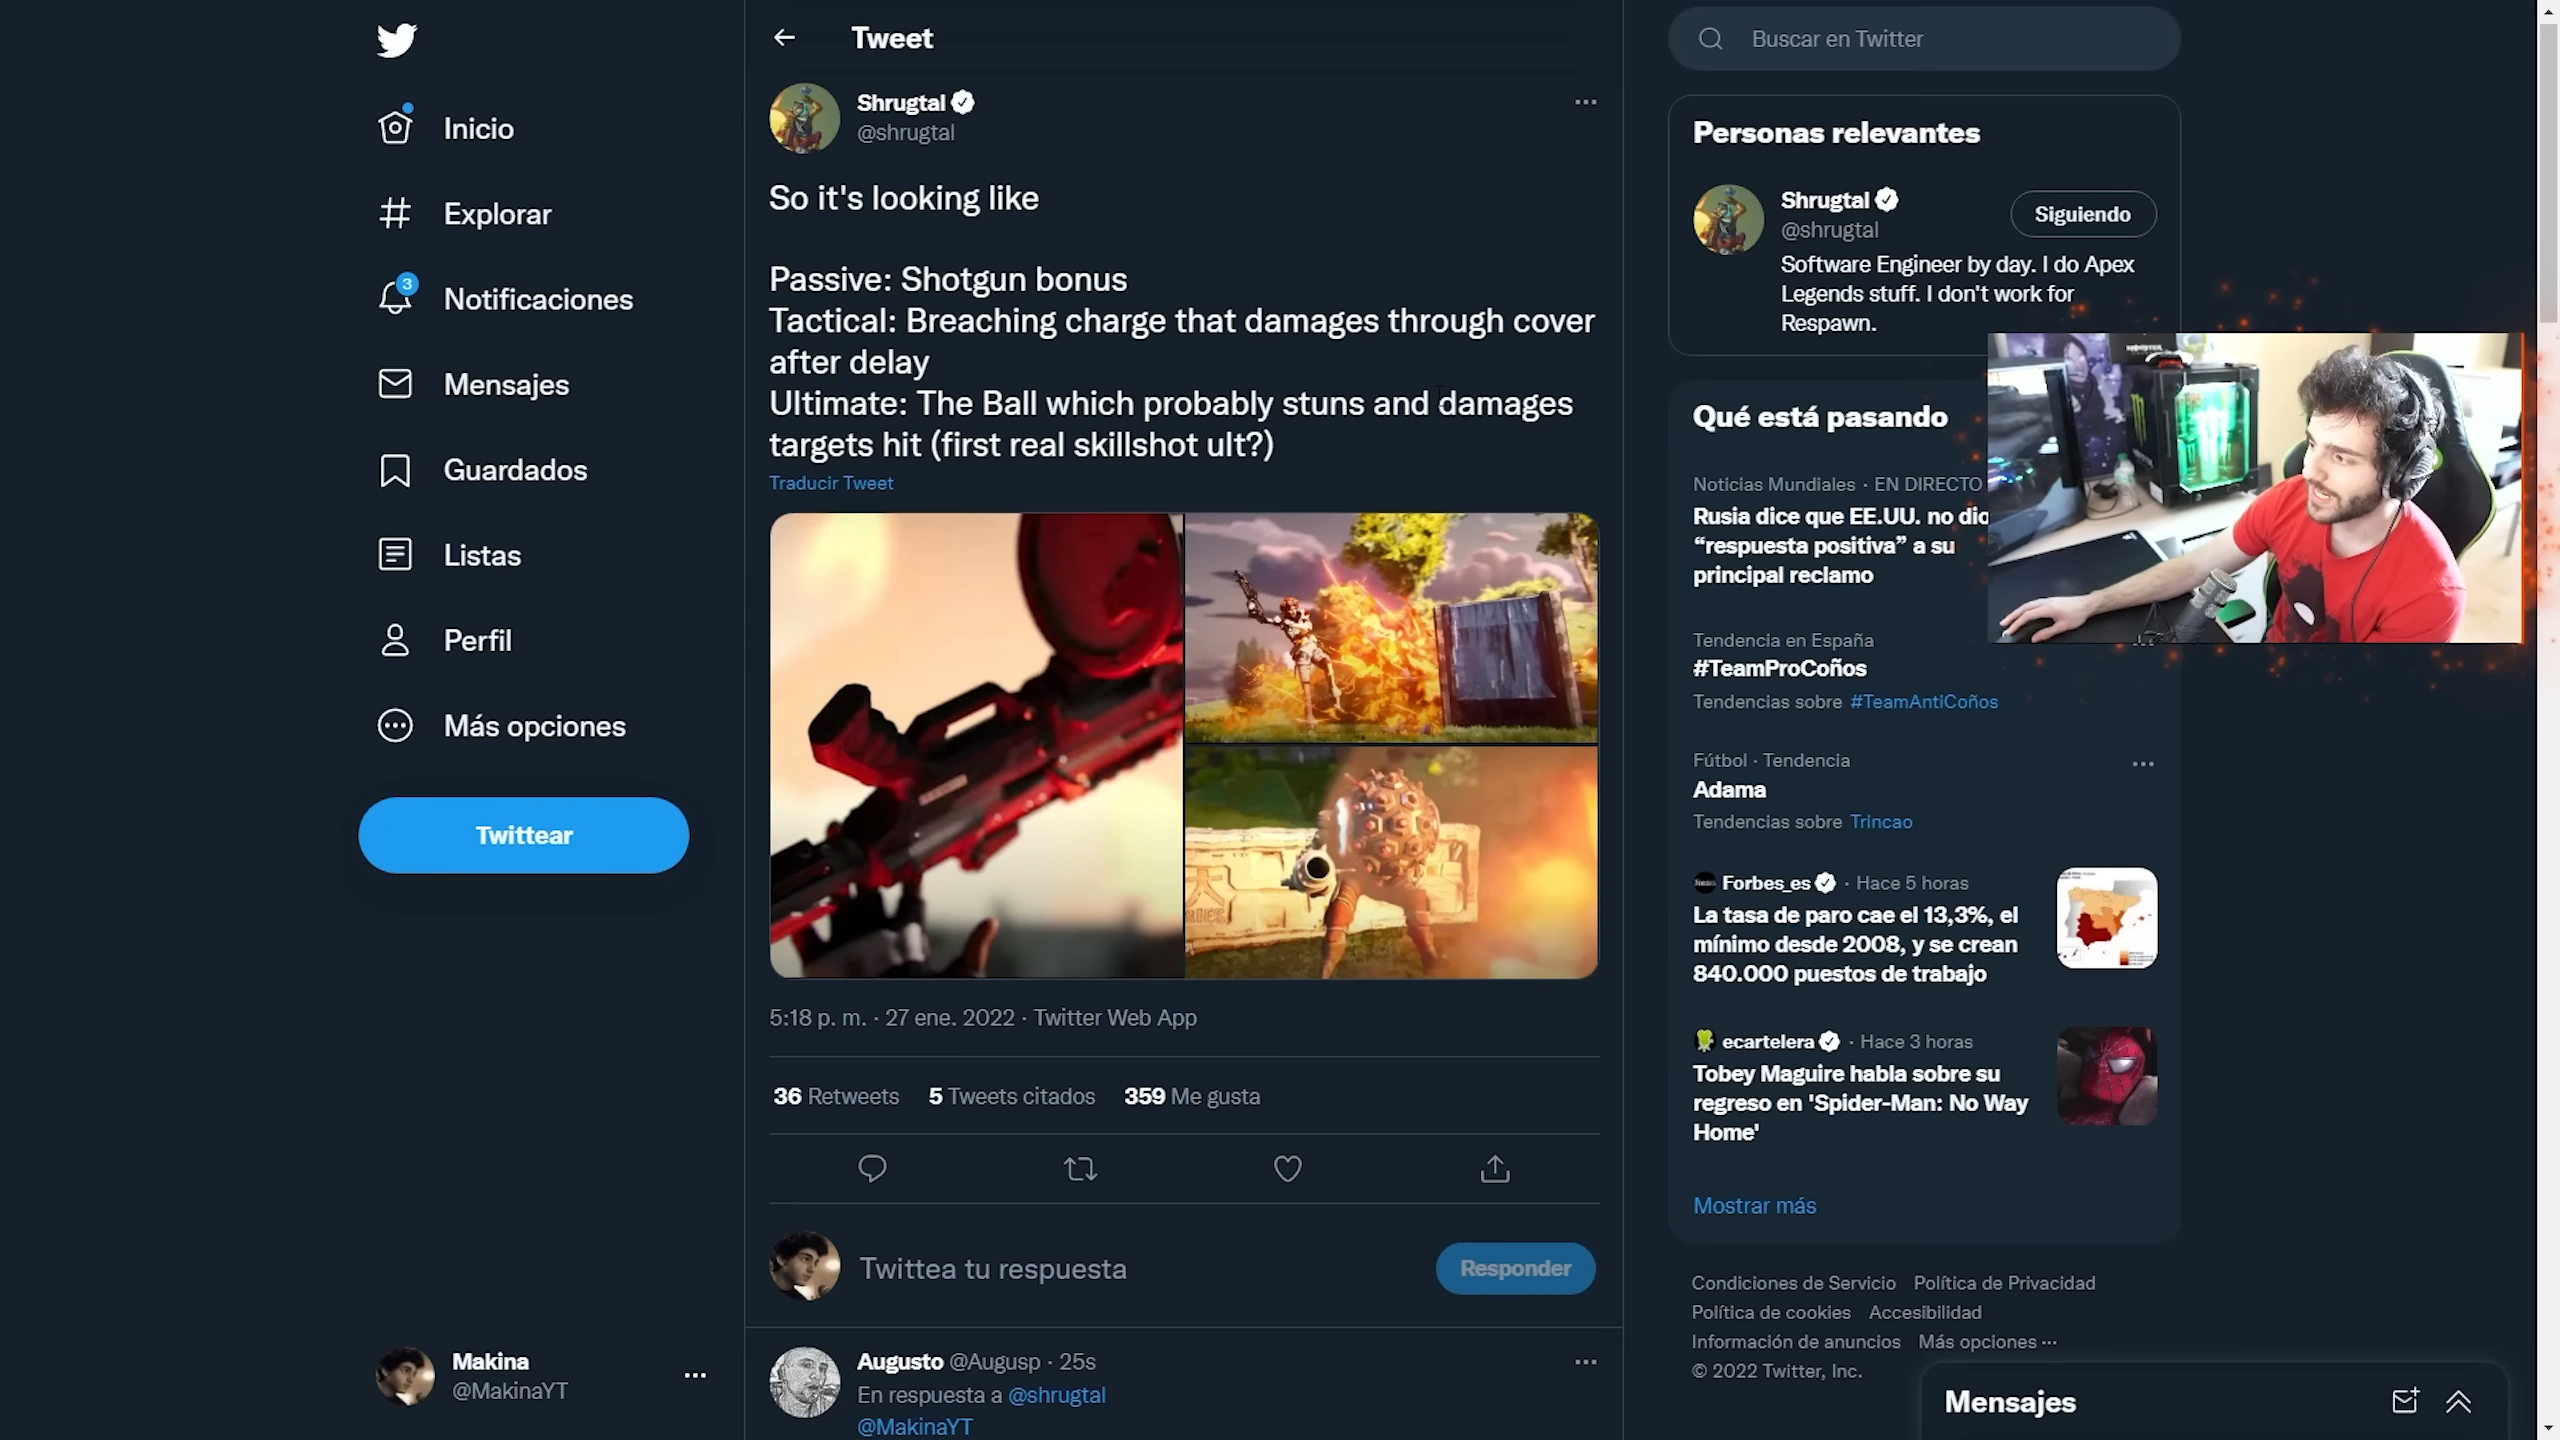 Inicio
Explorar
3
Notificaciones
Mensajes
Guardados
Listas
Perfil
Más opciones
Twittear
Makina
@MakinaYT
Tweet
Shrugtal
@shrugtal
So it's looking like
Passive: Shotgun bonus
Tactical: Breaching charge that damages through cover
after delay
Ultimate: The Ball which probably stuns and damages
targets hit (first real skillshot ult?)
Traducir Tweet
5:18 p. m. · 27 ene. 2022 · Twitter Web App
36 Retweets 5 Tweets citados 359 Me gusta
Twittea tu respuesta
Responder
Augusto @Augusp · 25s
En respuesta a @shrugtal
@MakinaYT
Buscar en Twitter
Personas relevantes
Shrugtal
@shrugtal
Siguiendo
Software Engineer by day. I do Apex
Legends stuff. I don't work for
Respawn.
Qué está pasando
Noticias Mundiales · EN DIRECTO
Rusia dice que EE.UU. no dio
“respuesta positiva” a su
principal reclamo
Tendencia en España
#TeamProCoños
Tendencias sobre #TeamAntiCoños
Fútbol · Tendencia
Adama
Tendencias sobre Trincao
Forbes_es · Hace 5 horas
La tasa de paro cae el 13,3%, el
mínimo desde 2008, y se crean
840.000 puestos de trabajo
ecartelera · Hace 3 horas
Tobey Maguire habla sobre su
regreso en 'Spider-Man: No Way
Home'
Mostrar más
Condiciones de Servicio Política de Privacidad
Política de cookies Accesibilidad
Información de anuncios Más opciones ···
© 2022 Twitter, Inc.
Mensajes